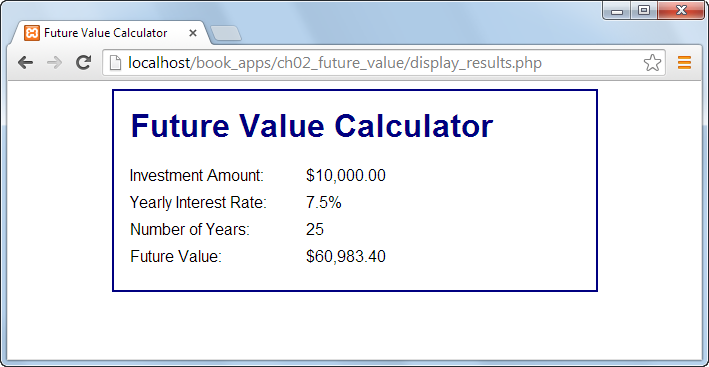 Future Value Calculator
localhost/book_apps/ch02_future_value/display_results.php
Future Value Calculator
Investment Amount: $10,000.00
Yearly Interest Rate: 7.5%
Number of Years: 25
Future Value: $60,983.40